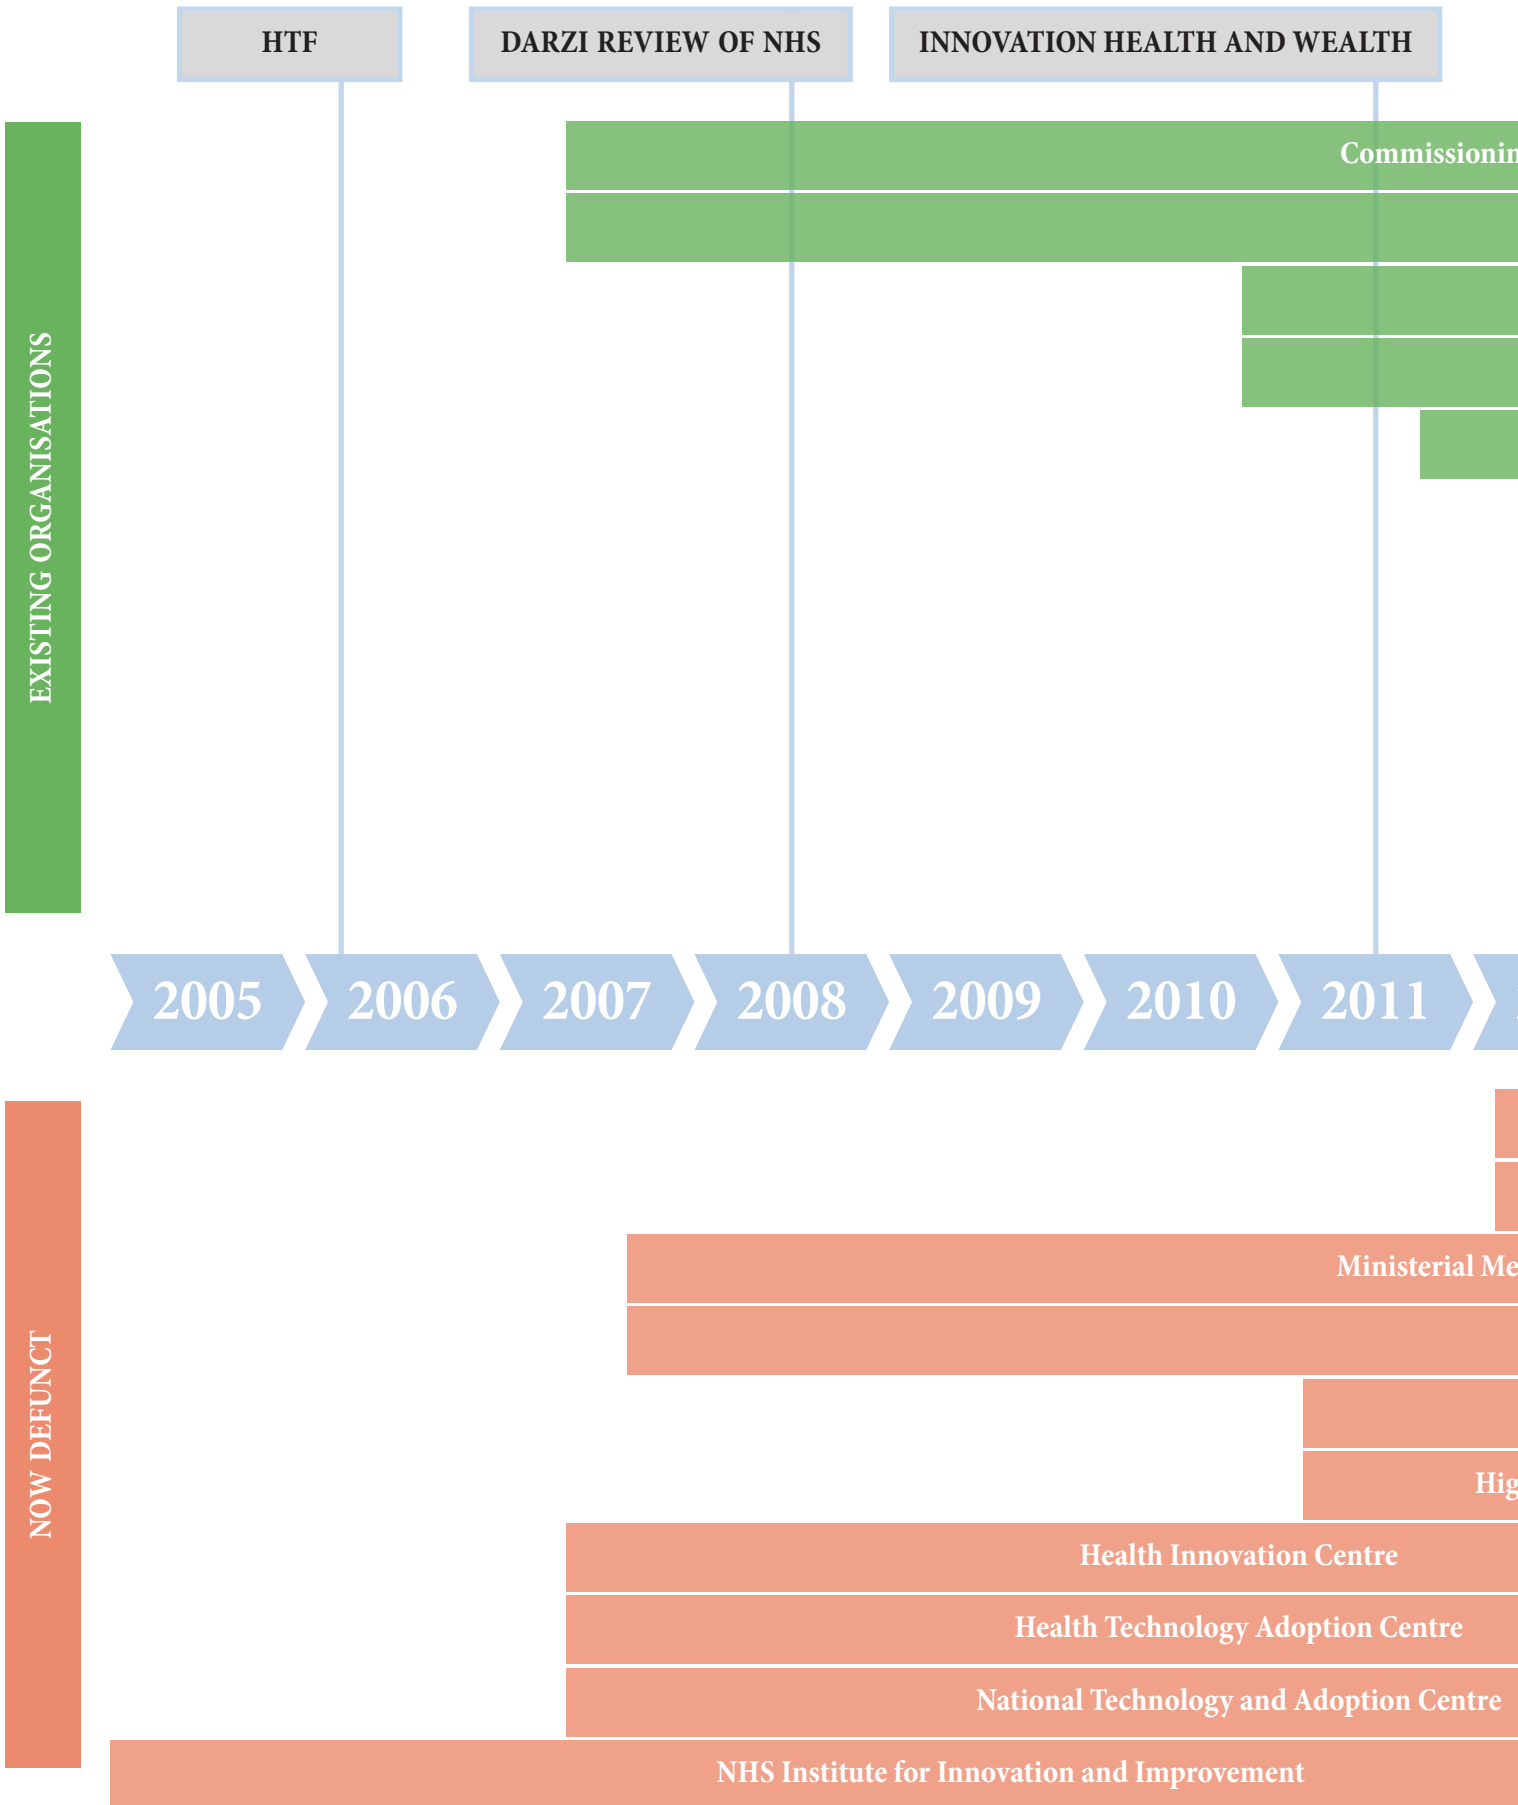 HTF
DARZI REVIEW OF NHS
INNOVATION HEALTH AND WEALTH
EXISTING ORGANISATIONS
2005
2006
2007
2008
2009
2010
2011
NOW DEFUNCT
Ministerial
Health Innovation Centre
Health Technology Adoption Centre
National Technology and Adoption Centre
NHS Institute for Innovation and Improvement